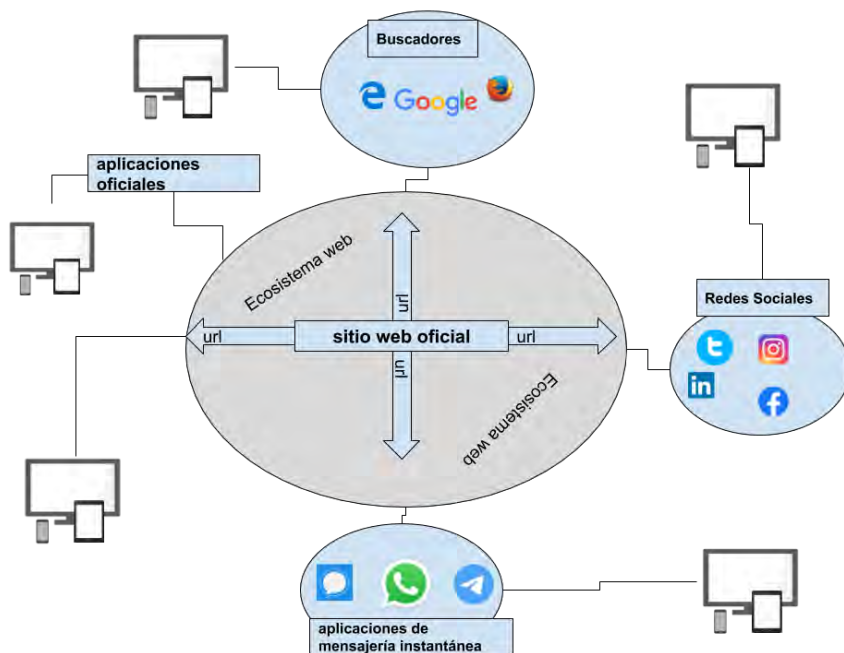 Buscadores
Google
aplicaciones
oficiales
Ecosistema web
url
url
sitio web oficial
url
url
Ecosistema web
Redes Sociales
in
aplicaciones de
mensajería instantánea